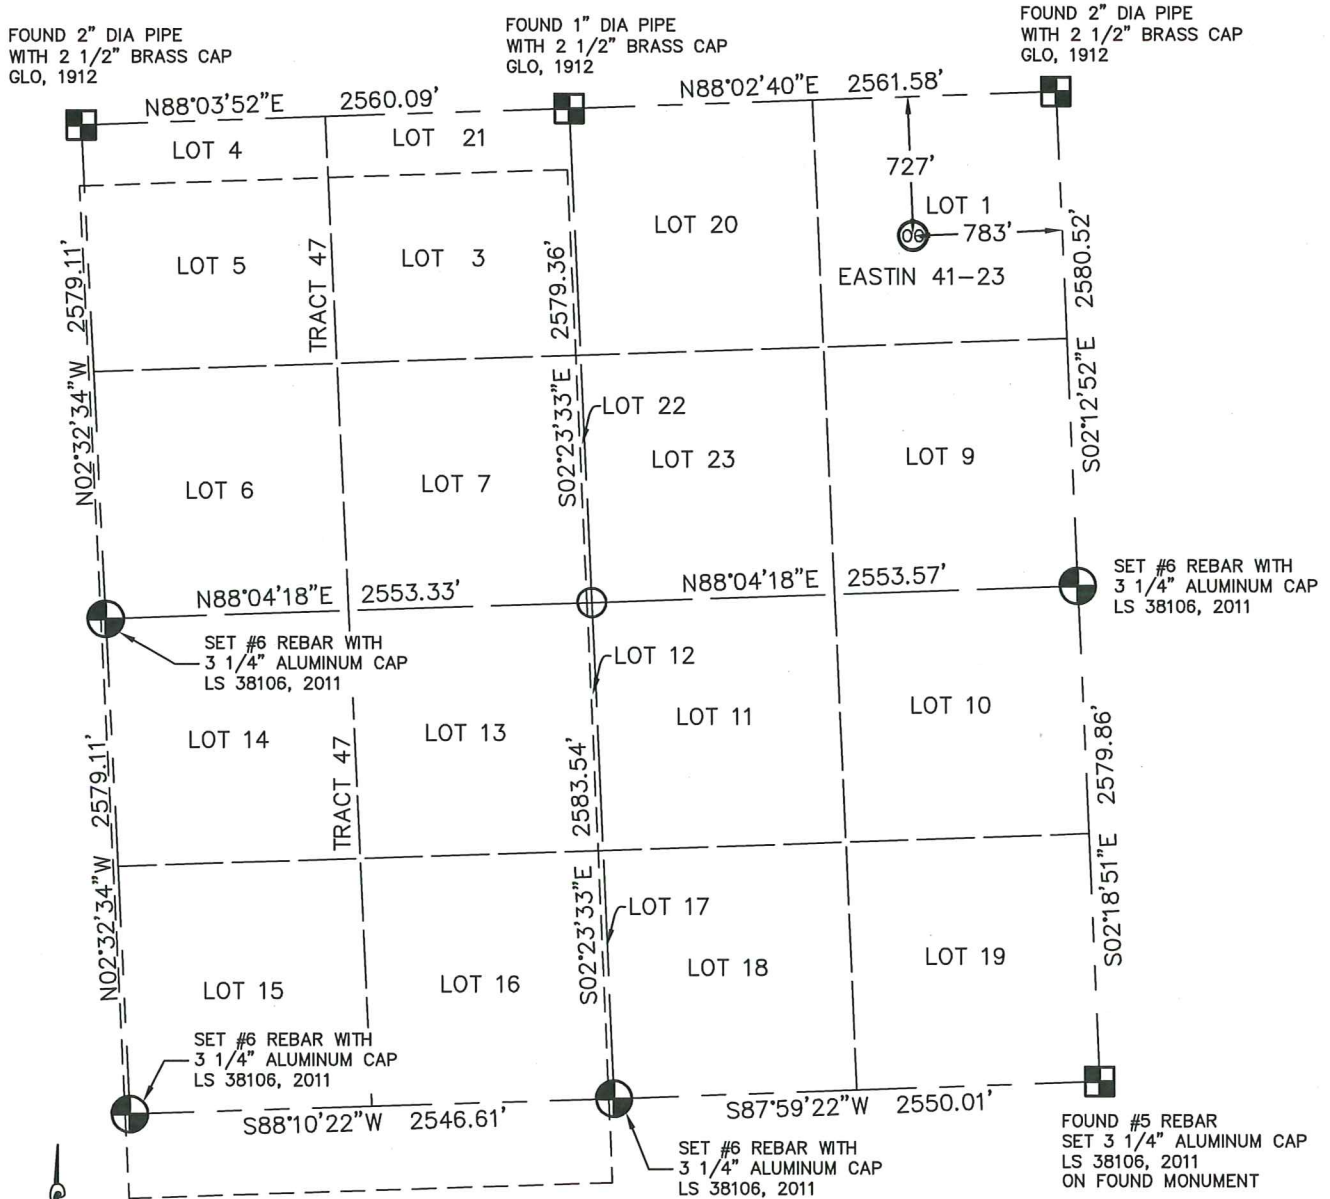 FOUND 2" DIA PIPE
WITH 2 1/2" BRASS CAP
GLO, 1912
FOUND 1" DIA PIPE
WITH 2 1/2" BRASS CAP
GLO, 1912
FOUND 2" DIA PIPE
WITH 2 1/2" BRASS CAP
GLO, 1912
N88°03'52"E 2560.09'
N88°02'40"E 2561.58'
LOT 4
LOT 21
727'
LOT 1
783'
EASTIN 41-23
LOT 20
LOT 5
LOT 3
TRACT 47
N02°32'34"W 2579.11'
S02°23'33"E 2579.36'
S02°12'52"E 2580.52'
LOT 22
LOT 6
LOT 7
LOT 23
LOT 9
N88°04'18"E 2553.33'
N88°04'18"E 2553.57'
SET #6 REBAR WITH
3 1/4" ALUMINUM CAP
LS 38106, 2011
SET #6 REBAR WITH
3 1/4" ALUMINUM CAP
LS 38106, 2011
LOT 12
LOT 14
LOT 13
LOT 11
LOT 10
TRACT 47
N02°32'34"W 2579.11'
S02°23'33"E 2583.54'
S02°18'51"E 2579.86'
LOT 17
LOT 15
LOT 16
LOT 18
LOT 19
SET #6 REBAR WITH
3 1/4" ALUMINUM CAP
LS 38106, 2011
S88°10'22"W 2546.61'
S87°59'22"W 2550.01'
SET #6 REBAR WITH
3 1/4" ALUMINUM CAP
LS 38106, 2011
FOUND #5 REBAR
SET 3 1/4" ALUMINUM CAP
LS 38106, 2011
ON FOUND MONUMENT